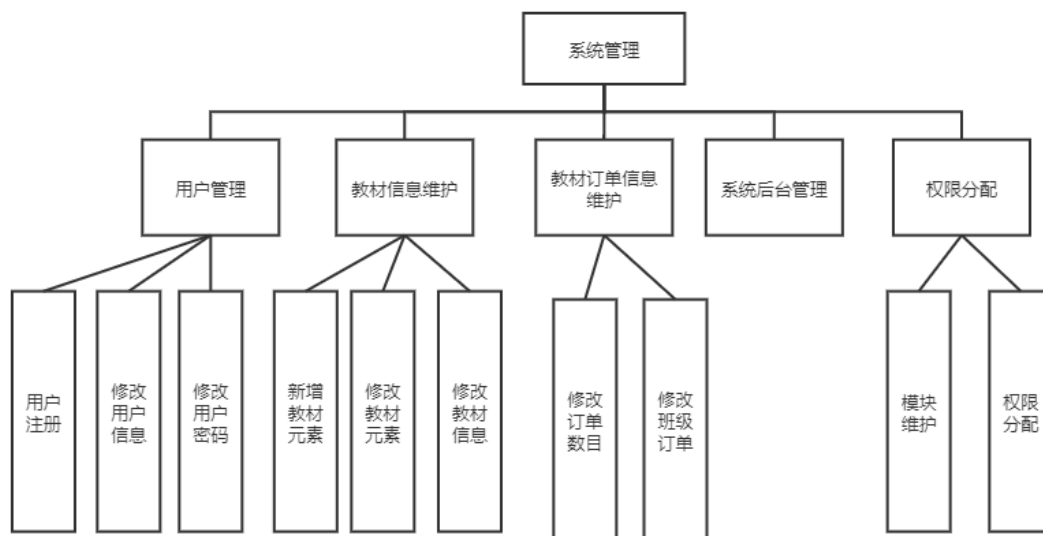 系统管理
用户管理
教材信息维护
教材订单信息
维护
系统后台管理
权限分配
用户
注册
修改
用户
信息
修改
用户
密码
新增
教材
元素
修改
教材
元素
修改
教材
信息
修改
订单
数目
修改
班级
订单
模块
维护
权限
分配